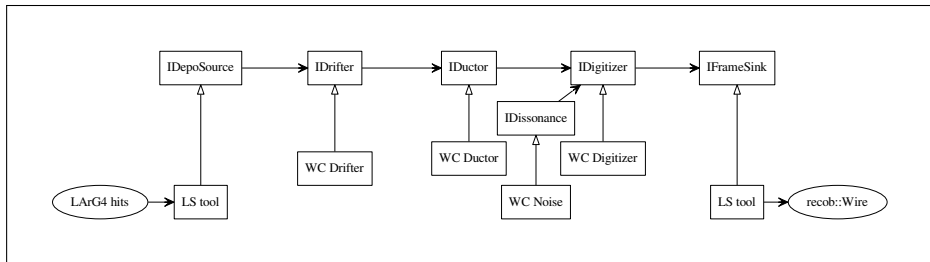 IDepoSource
IDrifter
IDuctor
IDigitizer
IFrameSink
IDissonance
WC Drifter
WC Ductor
WC Digitizer
LArG4 hits
LS tool
WC Noise
LS tool
recob::Wire